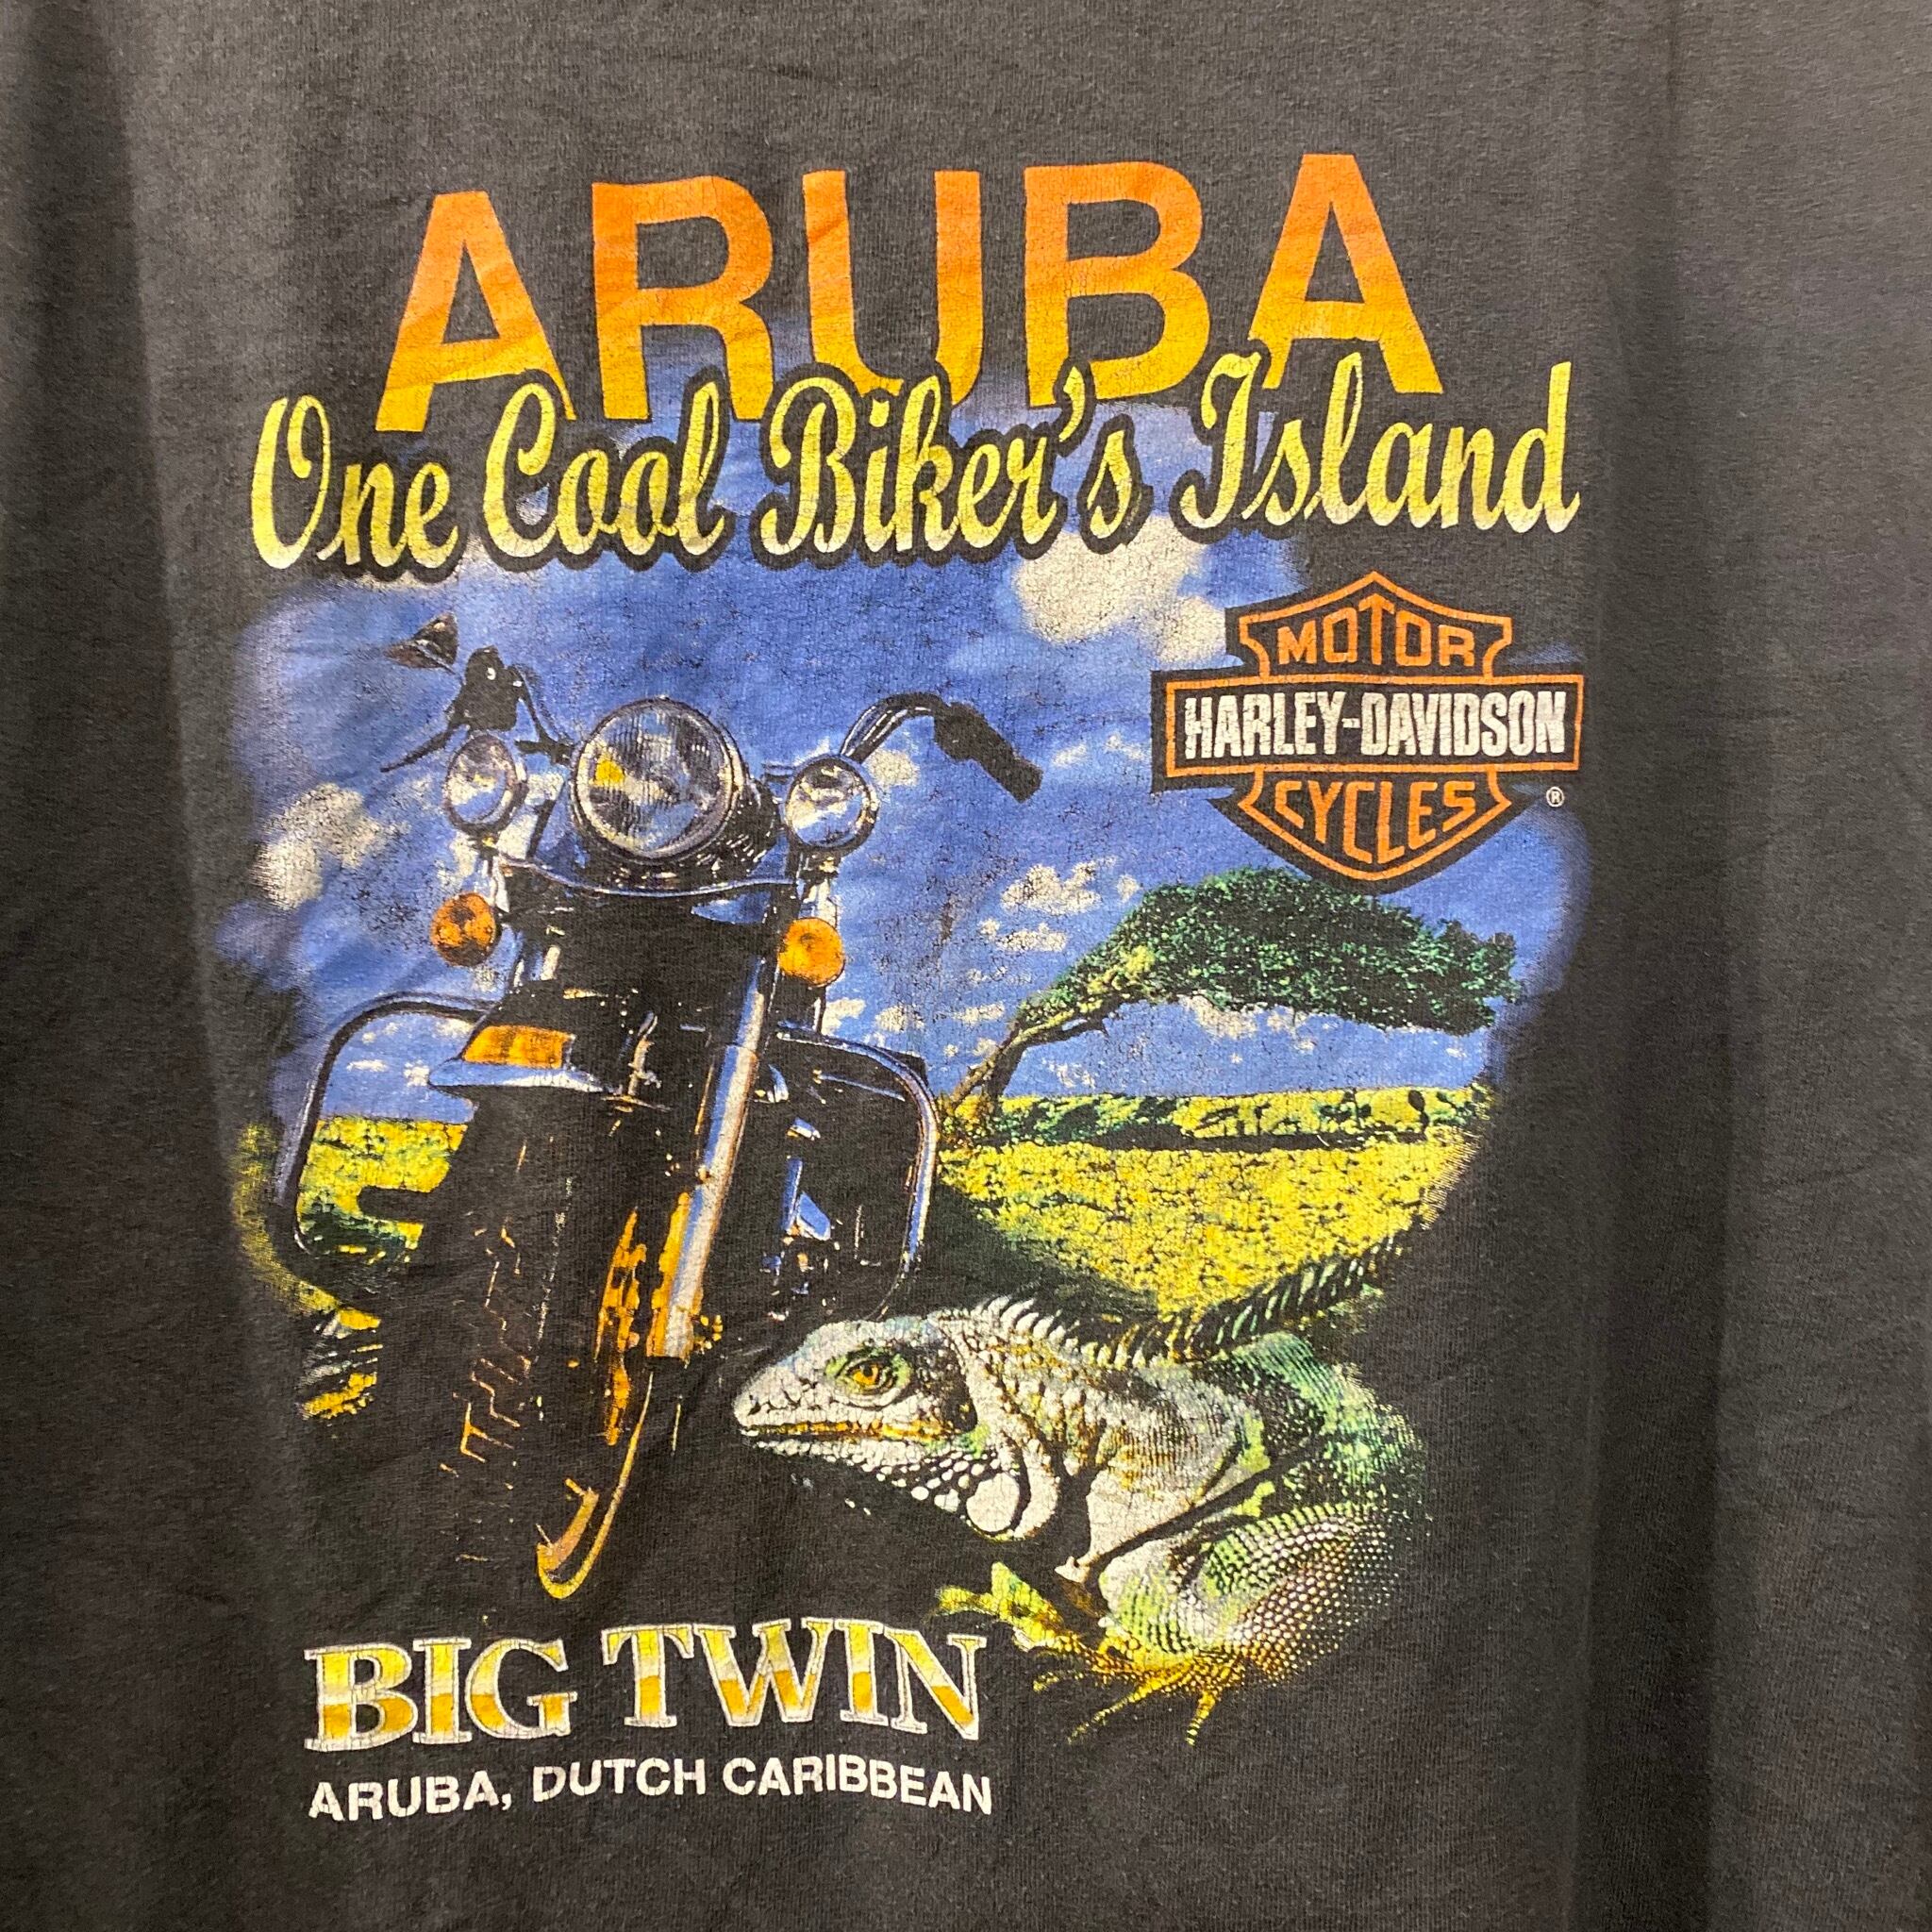 ARUBA
One Cool Biker's Island
MOTOR
HARLEY-DAVIDSON
CYCLES
®
BIG TWIN
ARUBA, DUTCH CARIBBEAN